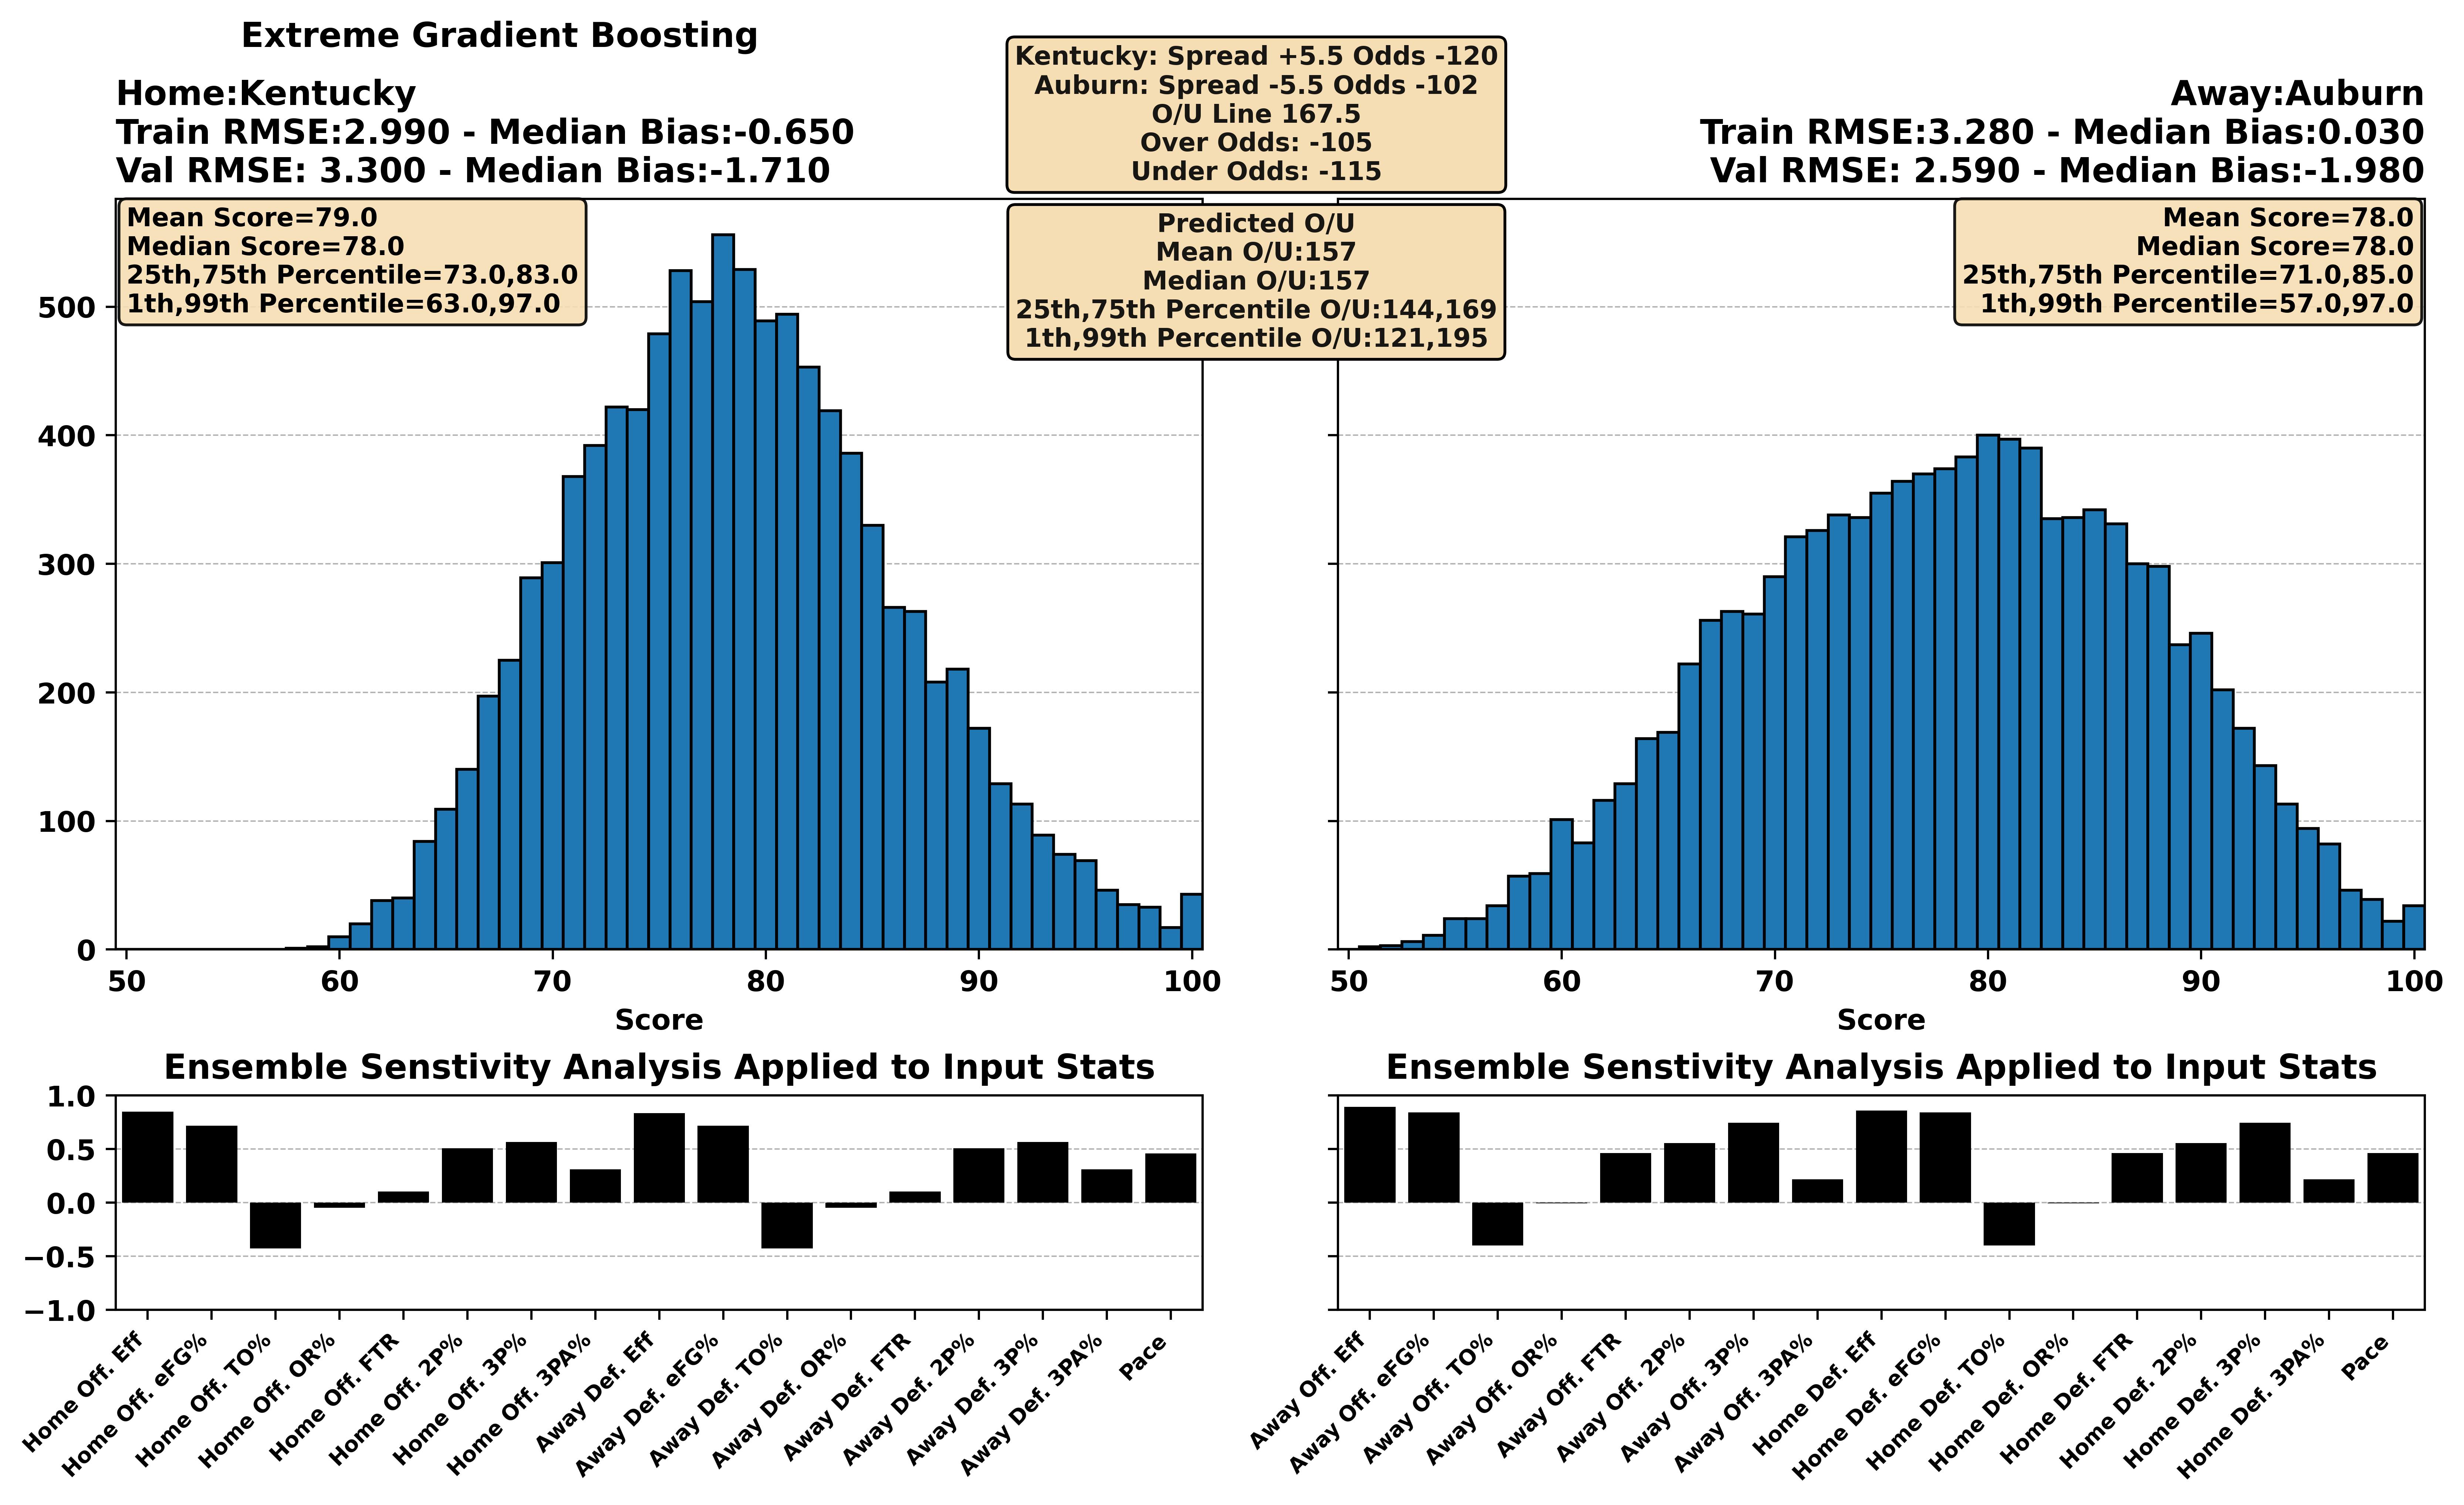 Extreme Gradient Boosting
Home:Kentucky
Train RMSE:2.990 - Median Bias:-0.650
Val RMSE: 3.300 - Median Bias:-1.710
Kentucky: Spread +5.5 Odds -120
Auburn: Spread -5.5 Odds -102
O/U Line 167.5
Over Odds: -105
Under Odds: -115
Away:Auburn
Train RMSE:3.280 - Median Bias:0.030
Val RMSE: 2.590 - Median Bias:-1.980
Mean Score=79.0
Median Score=78.0
25th,75th Percentile=73.0,83.0
1th,99th Percentile=63.0,97.0
Predicted O/U
Mean O/U:157
Median O/U:157
25th,75th Percentile O/U:144,169
1th,99th Percentile O/U:121,195
Mean Score=78.0
Median Score=78.0
25th,75th Percentile=71.0,85.0
1th,99th Percentile=57.0,97.0
500
400
300
200
100
0
50 60 70 80 90 100
Score
50 60 70 80 90 100
Score
Ensemble Senstivity Analysis Applied to Input Stats
1.0
0.5
0.0
−0.5
−1.0
Home Off. Eff
Home Off. eFG%
Home Off. TO%
Home Off. OR%
Home Off. FTR
Home Off. 2P%
Home Off. 3P%
Home Off. 3PA%
Away Def. Eff
Away Def. eFG%
Away Def. TO%
Away Def. OR%
Away Def. FTR
Away Def. 2P%
Away Def. 3P%
Away Def. 3PA%
Pace
Ensemble Senstivity Analysis Applied to Input Stats
Away Off. Eff
Away Off. eFG%
Away Off. TO%
Away Off. OR%
Away Off. FTR
Away Off. 2P%
Away Off. 3P%
Away Off. 3PA%
Home Def. Eff
Home Def. eFG%
Home Def. TO%
Home Def. OR%
Home Def. FTR
Home Def. 2P%
Home Def. 3P%
Home Def. 3PA%
Pace